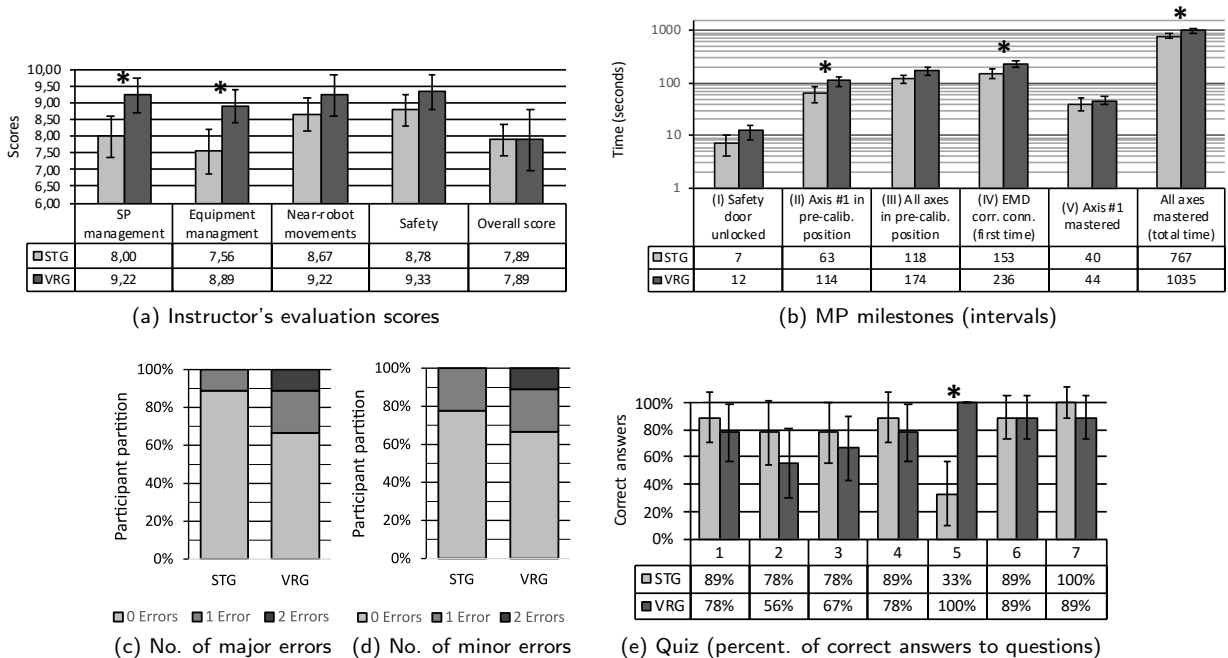 Scores
10,00
9,50
9,00
8,50
8,00
7,50
7,00
6,50
6,00
* *
SP management Equipment managment Near-robot movements Safety Overall score
STG 8,00 7,56 8,67 8,78 7,89
VRG 9,22 8,89 9,22 9,33 7,89
(a) Instructor's evaluation scores
Time (seconds)
1000
100
10
1
* * *
(I) Safety door unlocked (II) Axis #1 in pre-calib. position (III) All axes in pre-calib. position (IV) EMD corr. conn. (first time) (V) Axis #1 mastered All axes mastered (total time)
STG 7 63 118 153 40 767
VRG 12 114 174 236 44 1035
(b) MP milestones (intervals)
Participant partition
100%
80%
60%
40%
20%
0%
STG VRG
0 Errors 1 Error 2 Errors
(c) No. of major errors
Participant partition
100%
80%
60%
40%
20%
0%
STG VRG
0 Errors 1 Error 2 Errors
(d) No. of minor errors
Correct answers
100%
80%
60%
40%
20%
0%
*
1 2 3 4 5 6 7
STG 89% 78% 78% 89% 33% 89% 100%
VRG 78% 56% 67% 78% 100% 89% 89%
(e) Quiz (percent. of correct answers to questions)